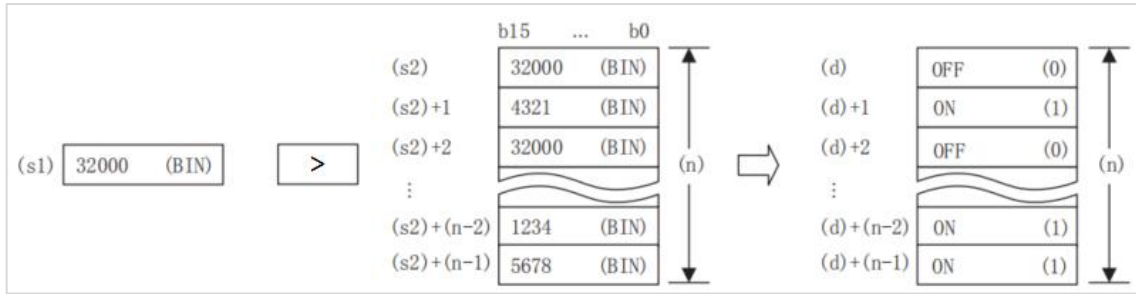 b15 ... b0
(s2) 32000 (BIN) (d) OFF (0)
(s2)+1 4321 (BIN) (d)+1 ON (1)
(s2)+2 32000 (BIN) (d)+2 OFF (0)
(s1) 32000 (BIN) > (n) (n)
⋮ ⋮
(s2)+(n-2) 1234 (BIN) (d)+(n-2) ON (1)
(s2)+(n-1) 5678 (BIN) (d)+(n-1) ON (1)